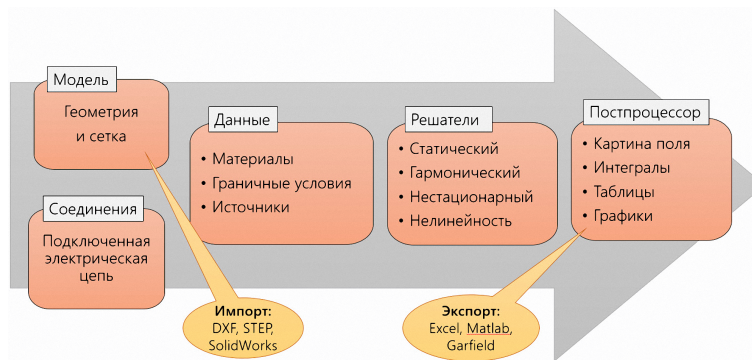 Модель
Геометрия
и сетка
Соединения
Подключенная
электрическая
цепь
Данные
• Материалы
• Граничные условия
• Источники
Решатели
• Статический
• Гармонический
• Нестационарный
• Нелинейность
Постпроцессор
• Картина поля
• Интегралы
• Таблицы
• Графики
Импорт:
DXF, STEP,
SolidWorks
Экспорт:
Excel, Matlab,
Garfield